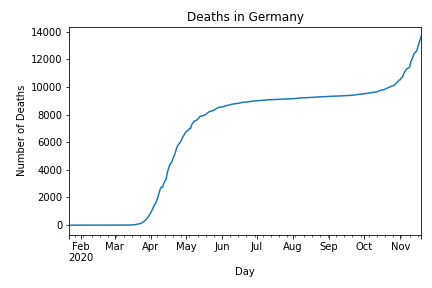 Deaths in Germany
Number of Deaths
14000
12000
10000
8000
6000
4000
2000
0
Feb Mar Apr May Jun Jul Aug Sep Oct Nov
2020
Day